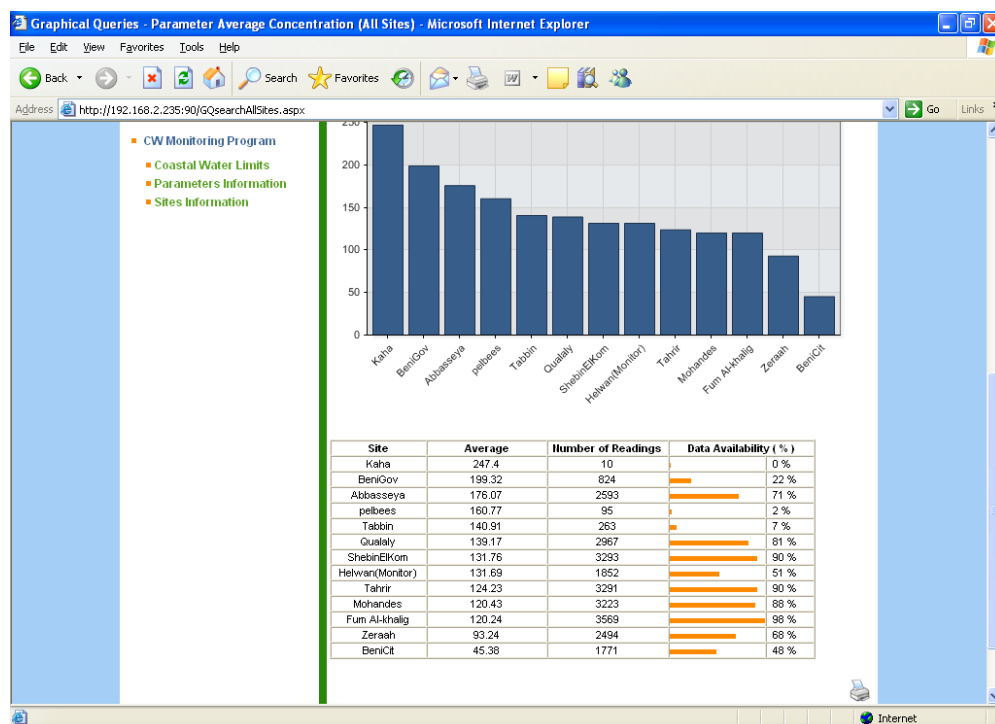 Graphical Queries - Parameter Average Concentration (All Sites) - Microsoft Internet Explorer
File Edit View Favorites Tools Help
Back Search Favorites
Address http://192.168.2.235:90/GQsearchAllSites.aspx Go Links
CW Monitoring Program
Coastal Water Limits
Parameters Information
Sites Information
250
200
150
100
50
0
Kaha BeniGov Abbasseya pelbees Tabbin Qualaly ShebinElKom Helwan(Monitor) Tahrir Mohandes Fum Al-khalig Zeraah BeniCit
Site Average Number of Readings Data Availability ( % )
Kaha 247.4 10 0 %
BeniGov 199.32 824 22 %
Abbasseya 176.07 2593 71 %
pelbees 160.77 95 2 %
Tabbin 140.91 263 7 %
Qualaly 139.17 2967 81 %
ShebinElKom 131.76 3293 90 %
Helwan(Monitor) 131.69 1852 51 %
Tahrir 124.23 3291 90 %
Mohandes 120.43 3223 88 %
Fum Al-khalig 120.24 3569 98 %
Zeraah 93.24 2494 68 %
BeniCit 45.38 1771 48 %
Internet